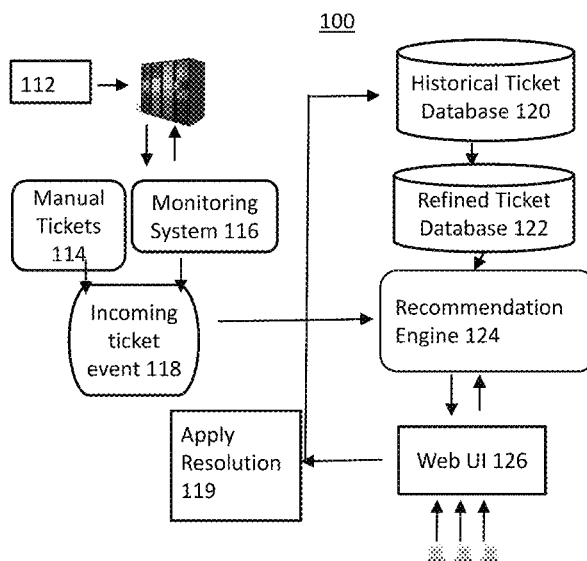 100
112
Historical Ticket
Database 120
Manual
Tickets
114
Monitoring
System 116
Refined Ticket
Database 122
Incoming
ticket
event 118
Recommendation
Engine 124
Apply
Resolution
119
Web UI 126